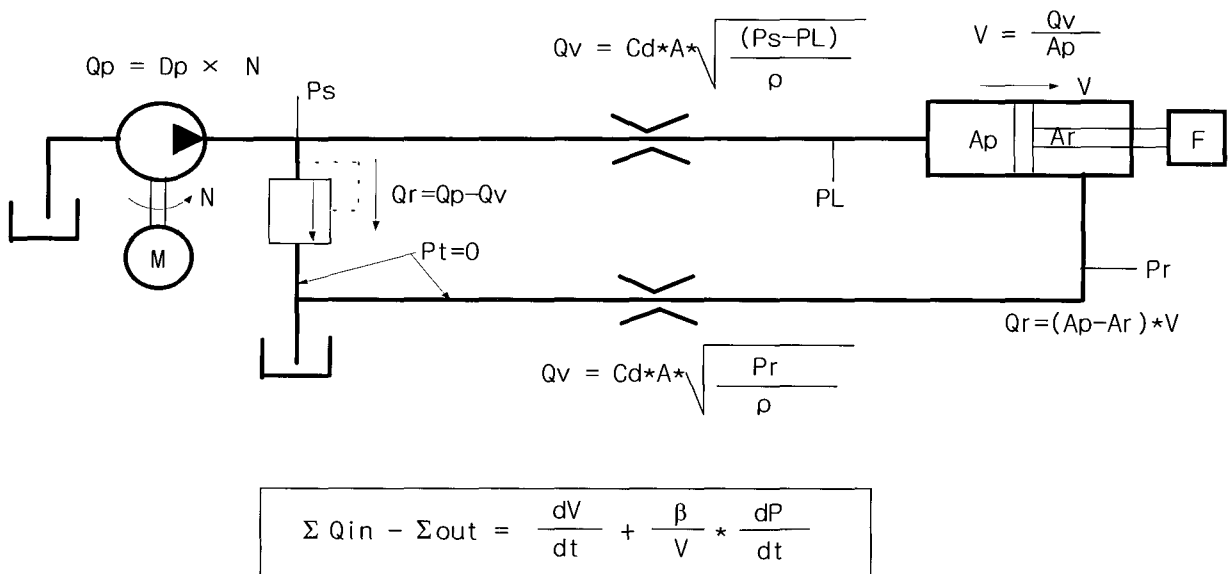 Qp = Dp × N
Ps
Qv = Cd*A*√((Ps-PL)/ρ)
V = Qv/Ap
V
Ap
Ar
F
N
M
Qr=Qp-Qv
PL
Pt=0
Pr
Qr=(Ap-Ar)*V
Qv = Cd*A*√(Pr/ρ)
Σ Qin - Σout = dV/dt + β/V * dP/dt